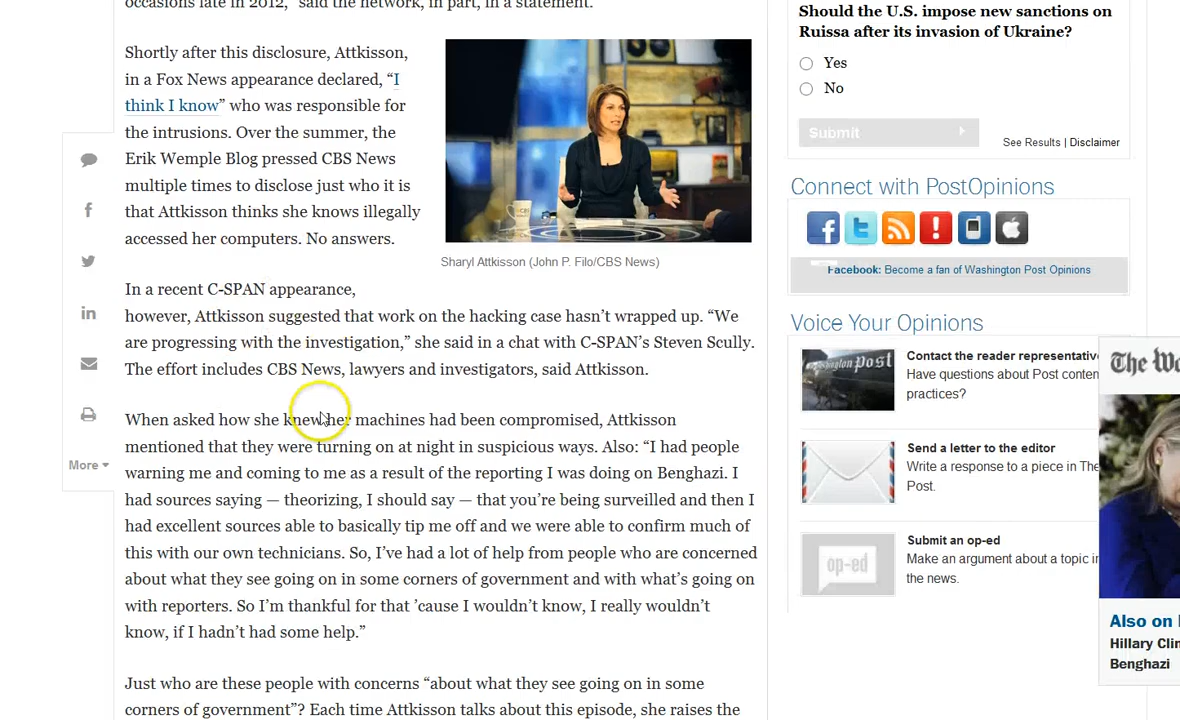 occasions late in 2012," said the network, in part, in a statement.
Shortly after this disclosure, Attkisson,
in a Fox News appearance declared, “I
think I know” who was responsible for
the intrusions. Over the summer, the
Erik Wemple Blog pressed CBS News
multiple times to disclose just who it is
that Attkisson thinks she knows illegally
accessed her computers. No answers.
Sharyl Attkisson (John P. Filo/CBS News)
In a recent C-SPAN appearance,
however, Attkisson suggested that work on the hacking case hasn’t wrapped up. “We
are progressing with the investigation,” she said in a chat with C-SPAN’s Steven Scully.
The effort includes CBS News, lawyers and investigators, said Attkisson.
When asked how she knew her machines had been compromised, Attkisson
mentioned that they were turning on at night in suspicious ways. Also: “I had people
warning me and coming to me as a result of the reporting I was doing on Benghazi. I
had sources saying — theorizing, I should say — that you’re being surveilled and then I
had excellent sources able to basically tip me off and we were able to confirm much of
this with our own technicians. So, I’ve had a lot of help from people who are concerned
about what they see going on in some corners of government and with what’s going on
with reporters. So I’m thankful for that ’cause I wouldn’t know, I really wouldn’t
know, if I hadn’t had some help.”
Just who are these people with concerns “about what they see going on in some
corners of government”? Each time Attkisson talks about this episode, she raises the
More
Should the U.S. impose new sanctions on
Ruissa after its invasion of Ukraine?
Yes
No
Submit
See Results | Disclaimer
Connect with PostOpinions
Facebook: Become a fan of Washington Post Opinions
Voice Your Opinions
Contact the reader representative
Have questions about Post conten
practices?
Send a letter to the editor
Write a response to a piece in The
Post.
op-ed
Submit an op-ed
Make an argument about a topic in
the news.
The Wa
Also on
Hillary Clin
Benghazi